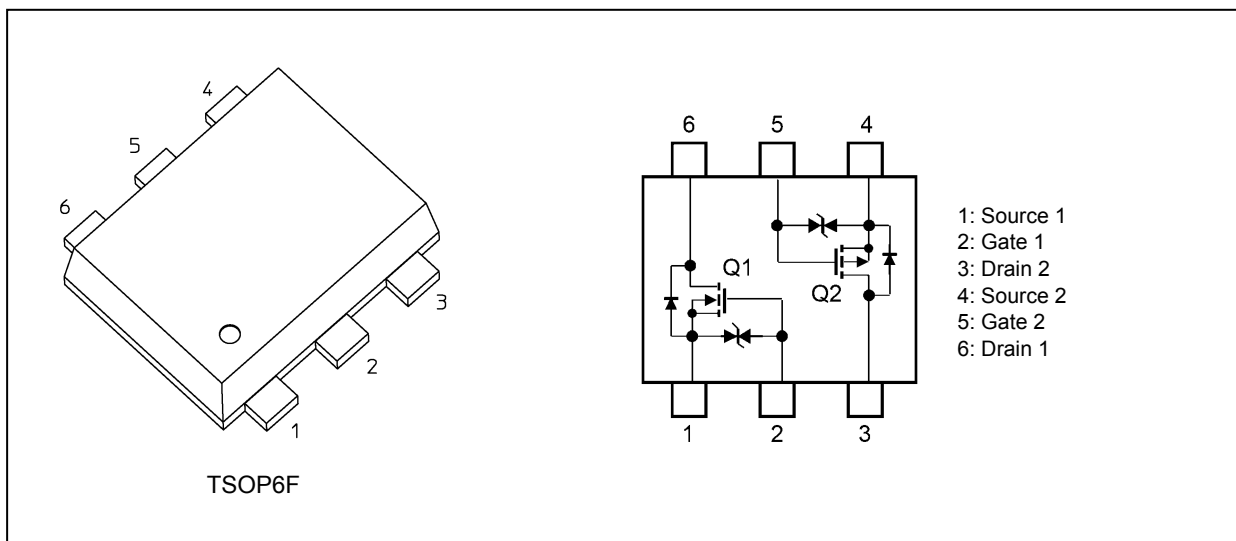 4
5
6
3
2
1
TSOP6F
6 5 4
Q1
Q2
1 2 3
1: Source 1
2: Gate 1
3: Drain 2
4: Source 2
5: Gate 2
6: Drain 1